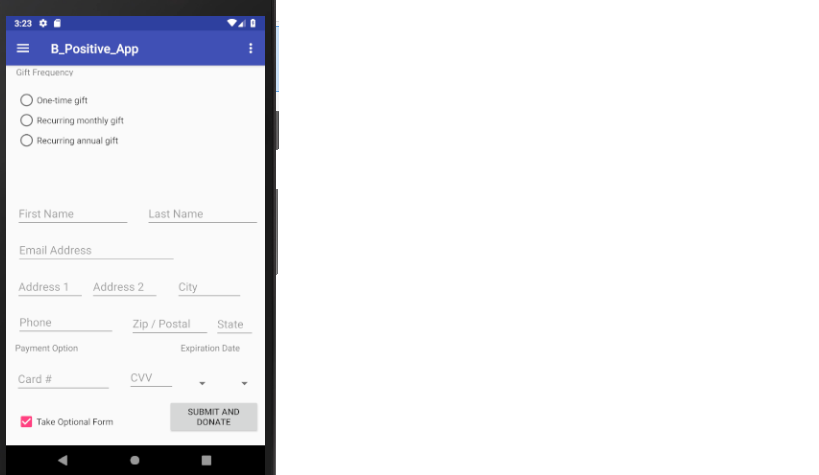 3:23
B_Positive_App
Gift Frequency
One-time gift
Recurring monthly gift
Recurring annual gift
First Name Last Name
Email Address
Address 1 Address 2 City
Phone Zip / Postal State
Payment Option Expiration Date
Card # CVV
Take Optional Form
SUBMIT AND
DONATE